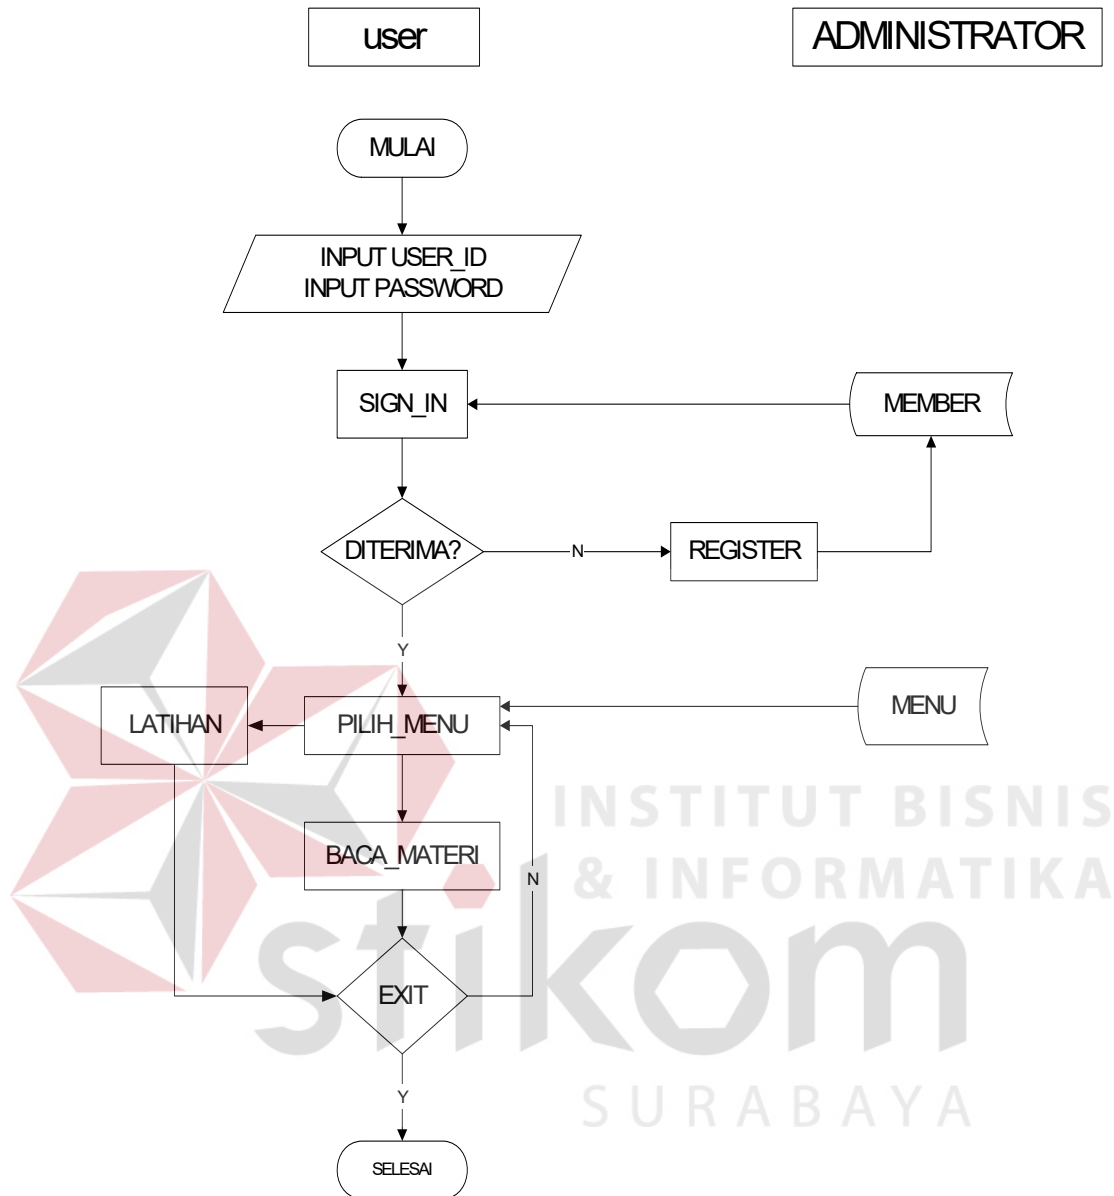 user
ADMINISTRATOR
MULAI
INPUT USER_ID
INPUT PASSWORD
SIGN_IN
MEMBER
DITERIMA?
N
REGISTER
Y
LATIHAN
PILIH_MENU
MENU
BACA_MATERI
N
EXIT
Y
SELESAI
INSTITUT BISNIS
& INFORMATIKA
stikom
SURABAYA